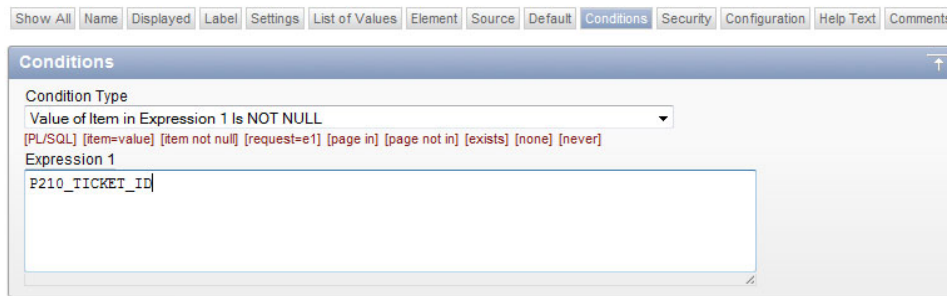 Show All Name Displayed Label Settings List of Values Element Source Default Conditions Security Configuration Help Text Comments
Conditions
Condition Type
Value of Item in Expression 1 Is NOT NULL
[PL/SQL] [item=value] [item not null] [request=e1] [page in] [page not in] [exists] [none] [never]
Expression 1
P210_TICKET_ID